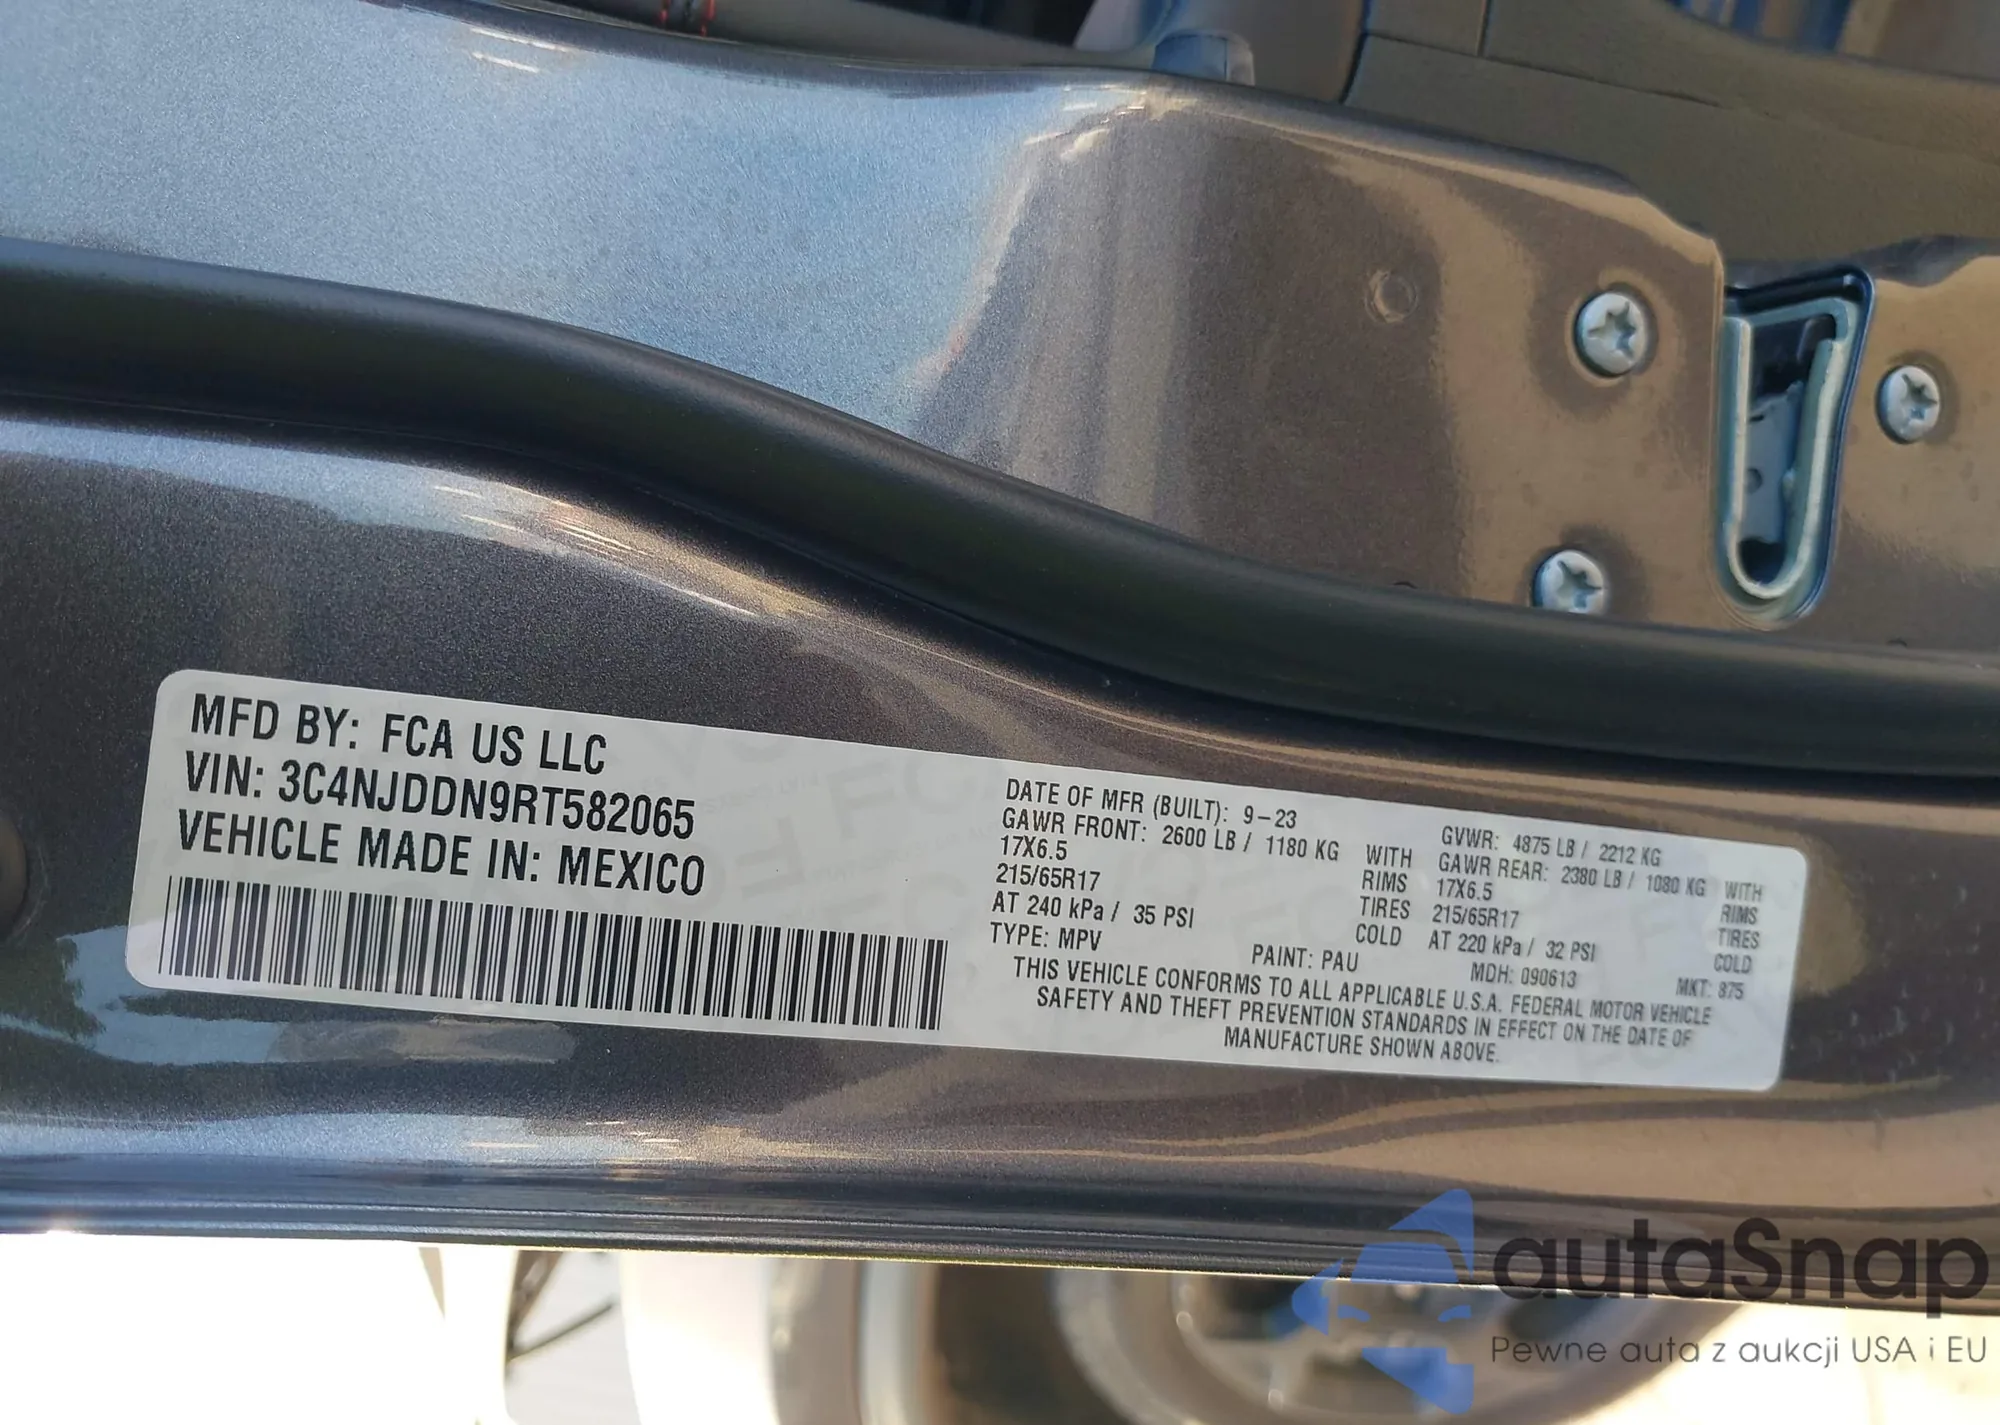 MFD BY: FCA US LLC
VIN: 3C4NJDDN9RT582065
VEHICLE MADE IN: MEXICO
DATE OF MFR (BUILT): 9-23 GVWR: 4875 LB / 2212 KG
GAWR FRONT: 2600 LB / 1180 KG WITH GAWR REAR: 2380 LB / 1080 KG WITH
17X6.5 RIMS 17X6.5 RIMS
215/65R17 TIRES 215/65R17 TIRES
AT 240 kPa / 35 PSI COLD AT 220 kPa / 32 PSI COLD
TYPE: MPV PAINT: PAU MDH: 090613 MKT: 875
THIS VEHICLE CONFORMS TO ALL APPLICABLE U.S.A. FEDERAL MOTOR VEHICLE
SAFETY AND THEFT PREVENTION STANDARDS IN EFFECT ON THE DATE OF
MANUFACTURE SHOWN ABOVE.
autaSnap
Pewne auta z aukcji USA i EU